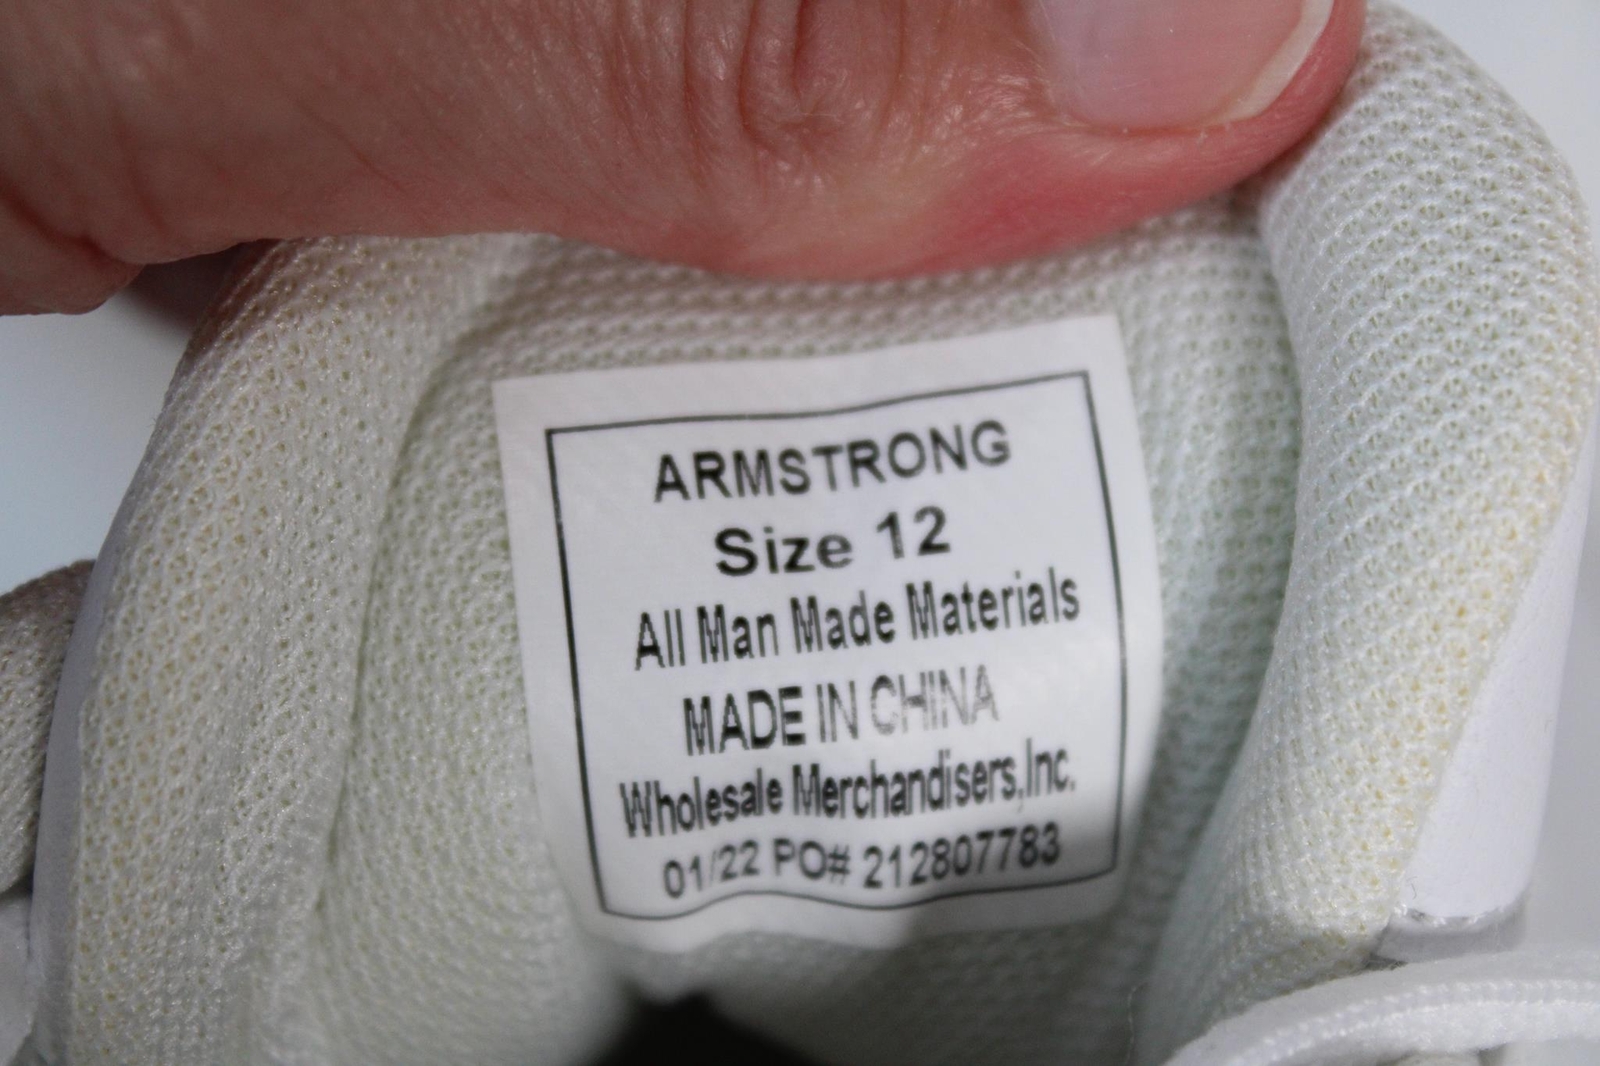 ARMSTRONG
Size 12
All Man Made Materials
MADE IN CHINA
Wholesale Merchandisers,Inc.
01/22 PO# 212807783